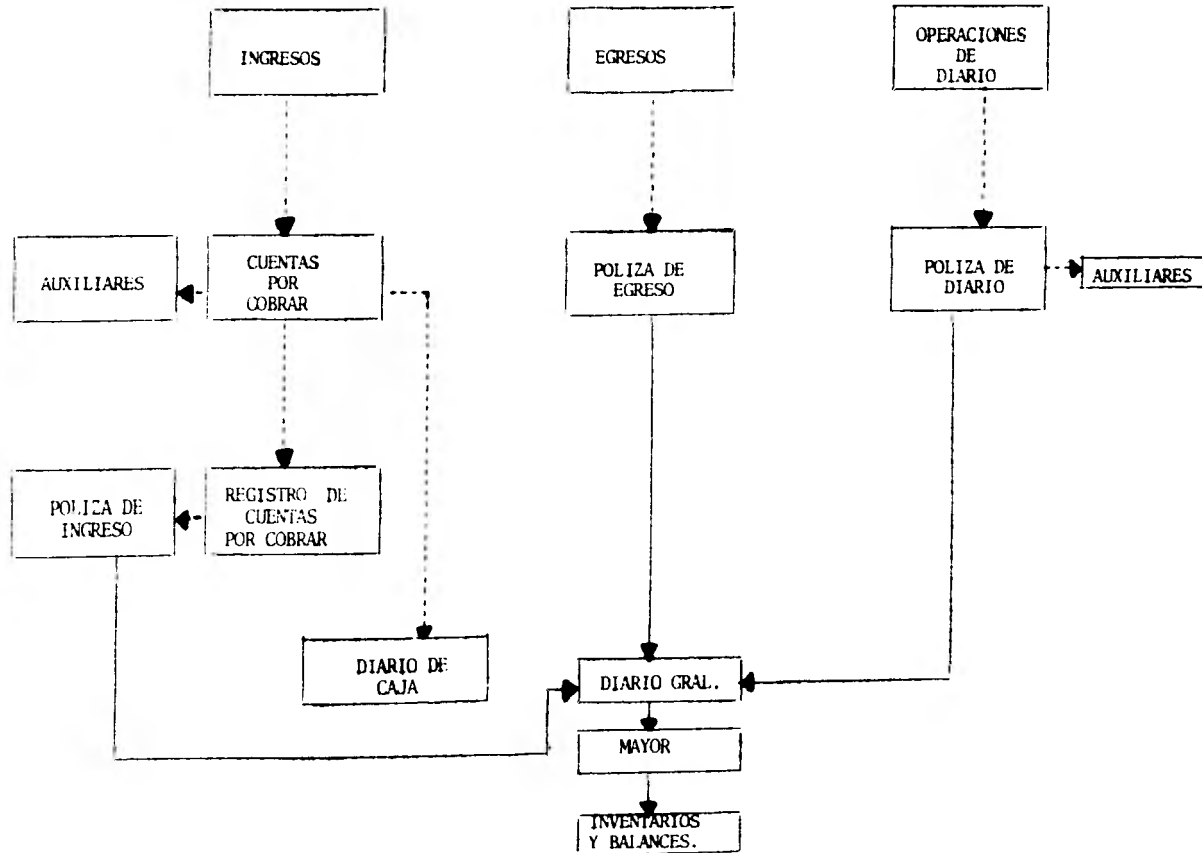 INGRESOS
EGRESOS
OPERACIONES
DE
DIARIO
AUXILIARES
CUENTAS
POR
COBRAR
POLIZA DE
EGRESO
POLIZA DE
DIARIO
AUXILIARES
POLIZA DE
INGRESO
REGISTRO DE
CUENTAS
POR COBRAR
DIARIO DE
CAJA
DIARIO GRAL.
MAYOR
INVENTARIOS
Y BALANCES.